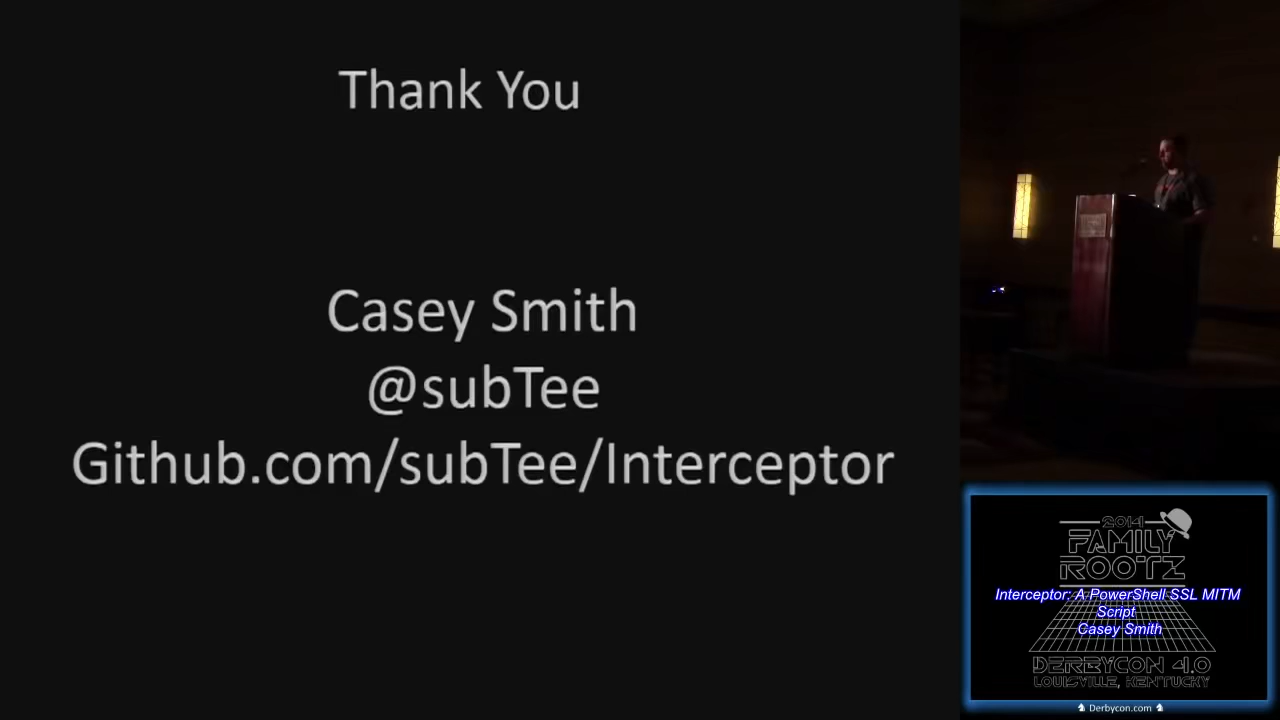 Thank You
Casey Smith
@subTee
Github.com/subTee/Interceptor
2014
FAMILY
ROOTZ
Interceptor: A PowerShell SSL MITM
Script
Casey Smith
DERBYCON 4.0
LOUISVILLE, KENTUCKY
Derbycon.com